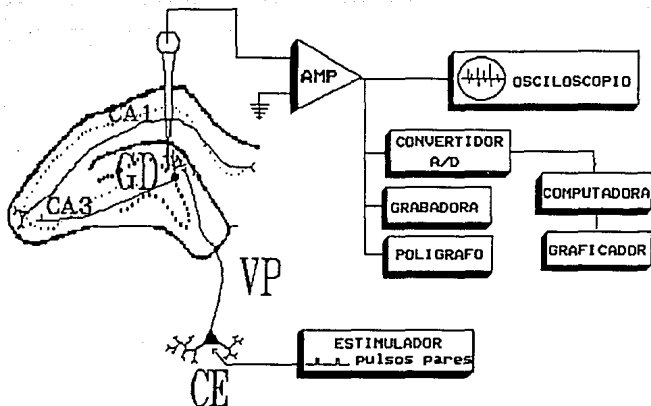 AMP
OSCILOSCOPIO
CA1
CONVERTIDOR
A/D
GD
COMPUTADORA
CA3
GRABADORA
POLIGRAFO
GRAFICADOR
VP
ESTIMULADOR
pulsos pares
CE